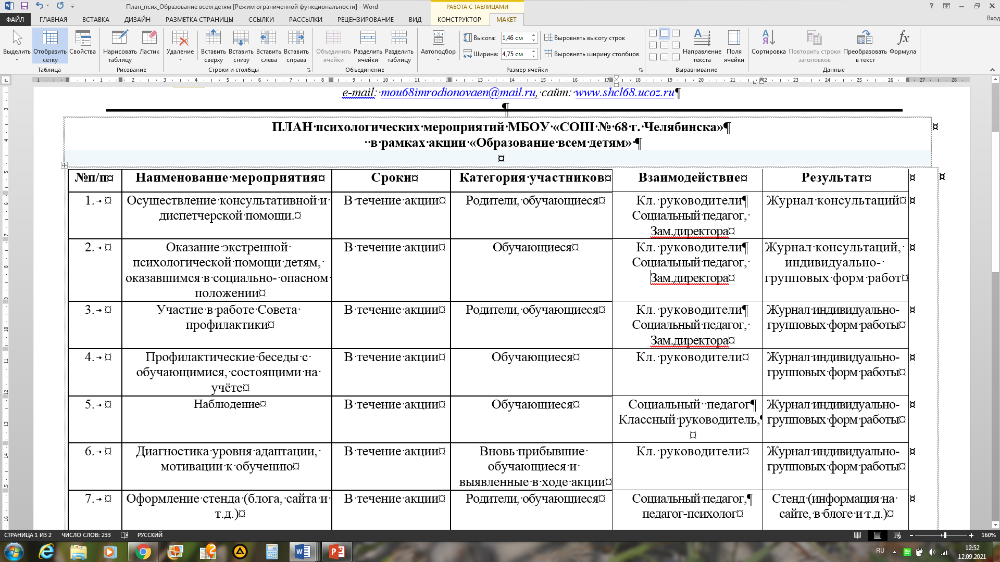 План_псих_Образование всем детям [Режим ограниченной функциональности] - Word
РАБОТА С ТАБЛИЦАМИ
Вход
ФАЙЛ ГЛАВНАЯ ВСТАВКА ДИЗАЙН РАЗМЕТКА СТРАНИЦЫ ССЫЛКИ РАССЫЛКИ РЕЦЕНЗИРОВАНИЕ ВИД КОНСТРУКТОР МАКЕТ
Выделить
Отобразить сетку
Свойства
Таблица
Нарисовать таблицу
Ластик
Рисование
Удаление
Вставить сверху
Вставить снизу
Вставить слева
Вставить справа
Строки и столбцы
Объединить ячейки
Разделить ячейки
Разделить таблицу
Объединение
Автоподбор
Высота: 1,46 см
Ширина: 4,75 см
Выровнять высоту строк
Выровнять ширину столбцов
Размер ячейки
Направление текста
Поля ячейки
Выравнивание
Сортировка
Повторить строки заголовков
Преобразовать в текст
Формула
Данные
e-mail: mou68imrodionovaen@mail.ru, сайт: www.shcl68.ucoz.ru¶
¶
ПЛАН психологических мероприятий МБОУ «СОШ № 68 г. Челябинска»¶
в рамках акции «Образование всем детям» ¶
№п/п Наименование мероприятия Сроки Категория участников Взаимодействие Результат
1. Осуществление консультативной и диспетчерской помощи. В течение акции Родители, обучающиеся Кл. руководители¶ Социальный педагог, Зам.директора Журнал консультаций
2. Оказание экстренной психологической помощи детям, оказавшимся в социально- опасном положении В течение акции Обучающиеся Кл. руководители¶ Социальный педагог, Зам.директора Журнал консультаций, индивидуально- групповых форм работ
3. Участие в работе Совета профилактики В течение акции Родители, обучающиеся Кл. руководители¶ Социальный педагог, Зам.директора Журнал индивидуально-групповых форм работы
4. Профилактические беседы с обучающимися, состоящими на учёте В течение акции Обучающиеся Кл. руководители Журнал индивидуально-групповых форм работы
5. Наблюдение В течение акции Обучающиеся Социальный педагог¶ Классный руководитель,¶ Журнал индивидуально-групповых форм работы
6. Диагностика уровня адаптации, мотивации к обучению В течение акции Вновь прибывшие обучающиеся и выявленные в ходе акции Кл. руководители Журнал индивидуально-групповых форм работы
7. Оформление стенда (блога, сайта и т.д.) В течение акции Родители, обучающиеся Социальный педагог,¶ педагог-психолог Стенд (информация на сайте, в блоге и т.д.)
СТРАНИЦА 1 ИЗ 2 ЧИСЛО СЛОВ: 233 РУССКИЙ 160%
RU
12:52
12.09.2021